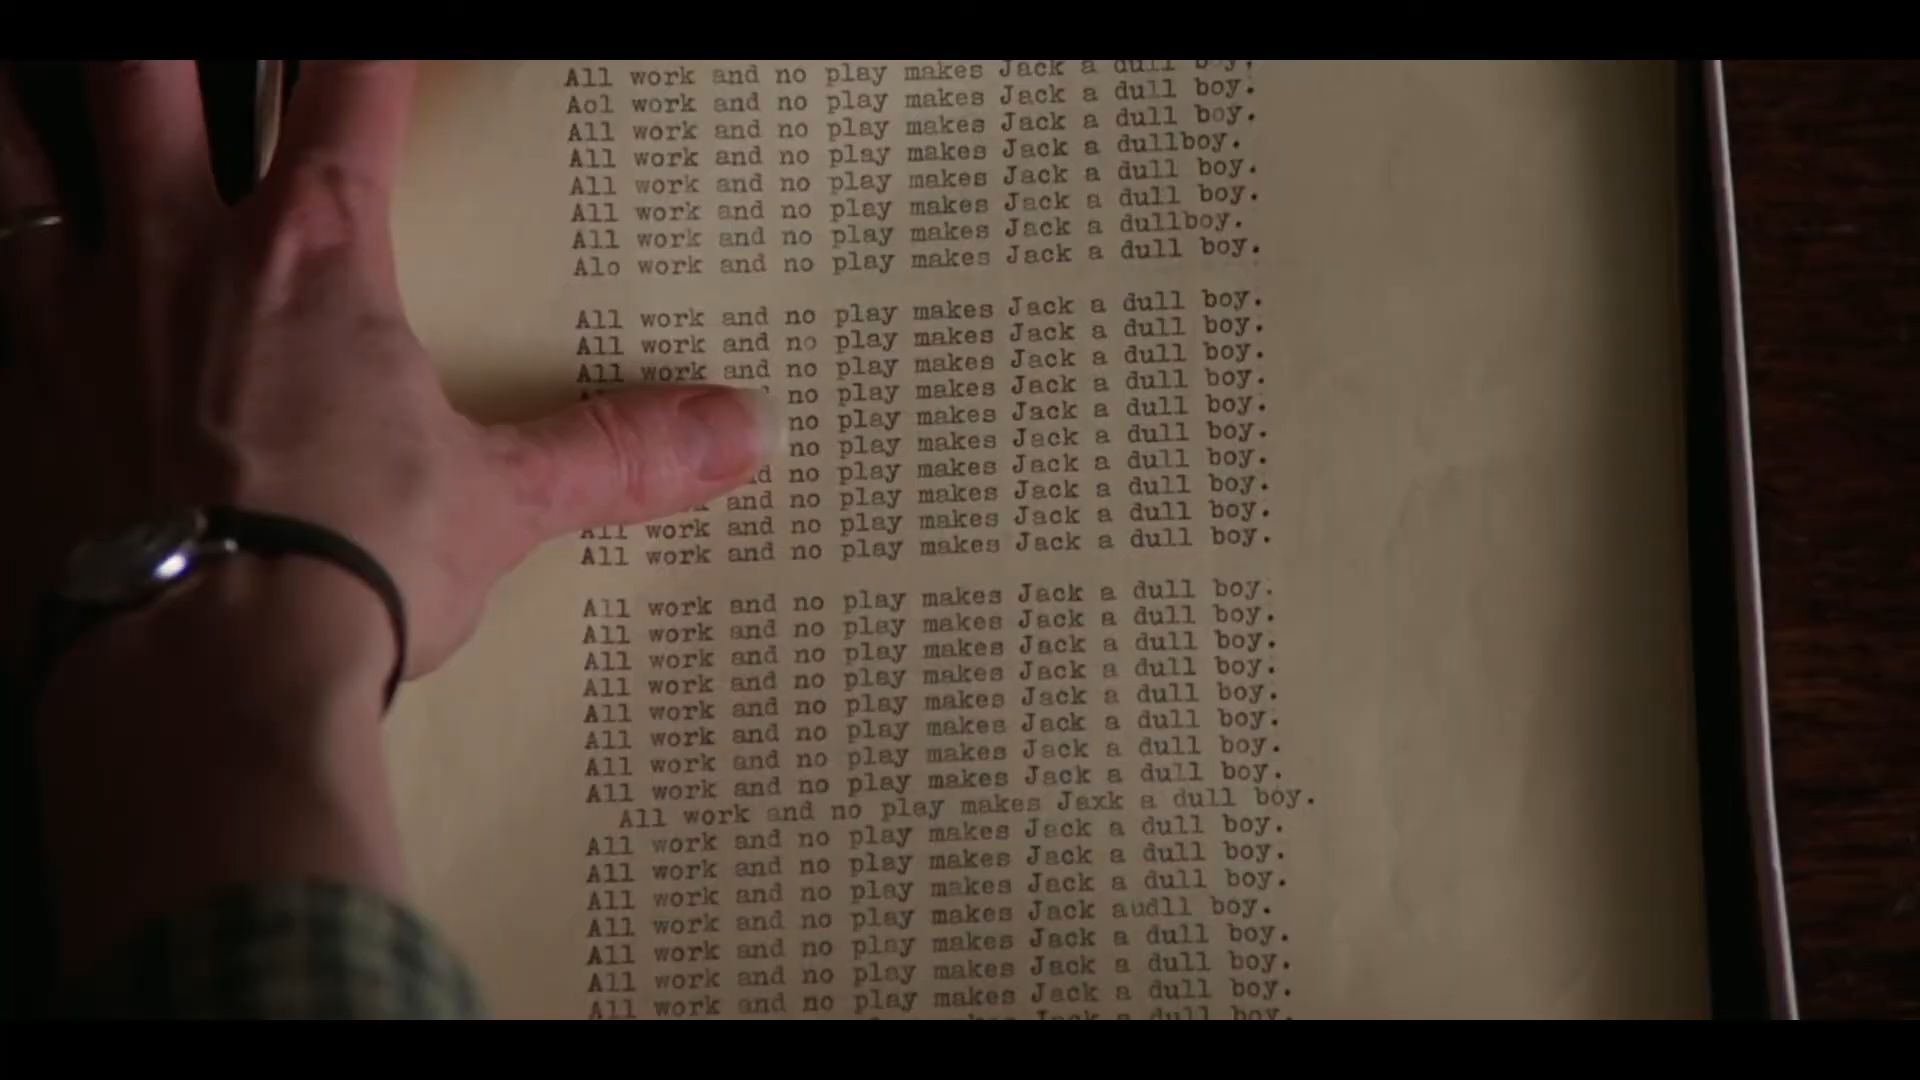 All work and no play makes Jack a dull boy.
Aol work and no play makes Jack a dull boy.
All work and no play makes Jack a dull boy.
All work and no play makes Jack a dullboy.
All work and no play makes Jack a dull boy.
All work and no play makes Jack a dull boy.
All work and no play makes Jack a dullboy.
Alo work and no play makes Jack a dull boy.
All work and no play makes Jack a dull boy.
All work and no play makes Jack a dull boy.
All work and no play makes Jack a dull boy.
no play makes Jack a dull boy.
no play makes Jack a dull boy.
no play makes Jack a dull boy.
no play makes Jack a dull boy.
and no play makes Jack a dull boy.
All work and no play makes Jack a dull boy.
All work and no play makes Jack a dull boy.
All work and no play makes Jack a dull boy.
All work and no play makes Jack a dull boy.
All work and no play makes Jack a dull boy.
All work and no play makes Jack a dull boy.
All work and no play makes Jack a dull boy.
All work and no play makes Jack a dull boy.
All work and no play makes Jack a dull boy.
All work and no play makes Jack a dull boy.
All work and no play makes Jaxk a dull boy.
All work and no play makes Jack a dull boy.
All work and no play makes Jack a dull boy.
All work and no play makes Jack a dull boy.
All work and no play makes Jack audll boy.
All work and no play makes Jack a dull boy.
All work and no play makes Jack a dull boy.
All work and no play makes Jack a dull boy.
makes Jack a dull boy.